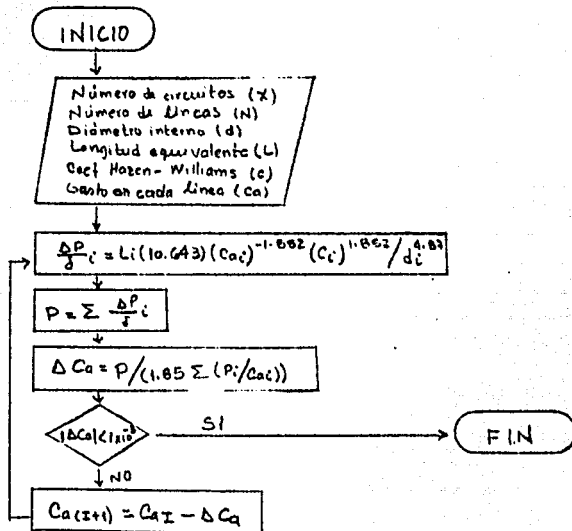 INICIO
Número de circuitos (X)
Número de líneas (N)
Diámetro interno (d)
Longitud equivalente (L)
Coef Hazen-Williams (c)
Gasto en cada línea (Ca)
ΔP/δ i = Li(10.643)(Cai)^-1.852 (Ci)^1.852/di^4.87
P = Σ ΔP/δ i
ΔCa = P/(1.85 Σ (Pi/Cai))
|ΔCa|<1x10^-3
SI
FIN
NO
Ca(I+1) = CaI - ΔCa